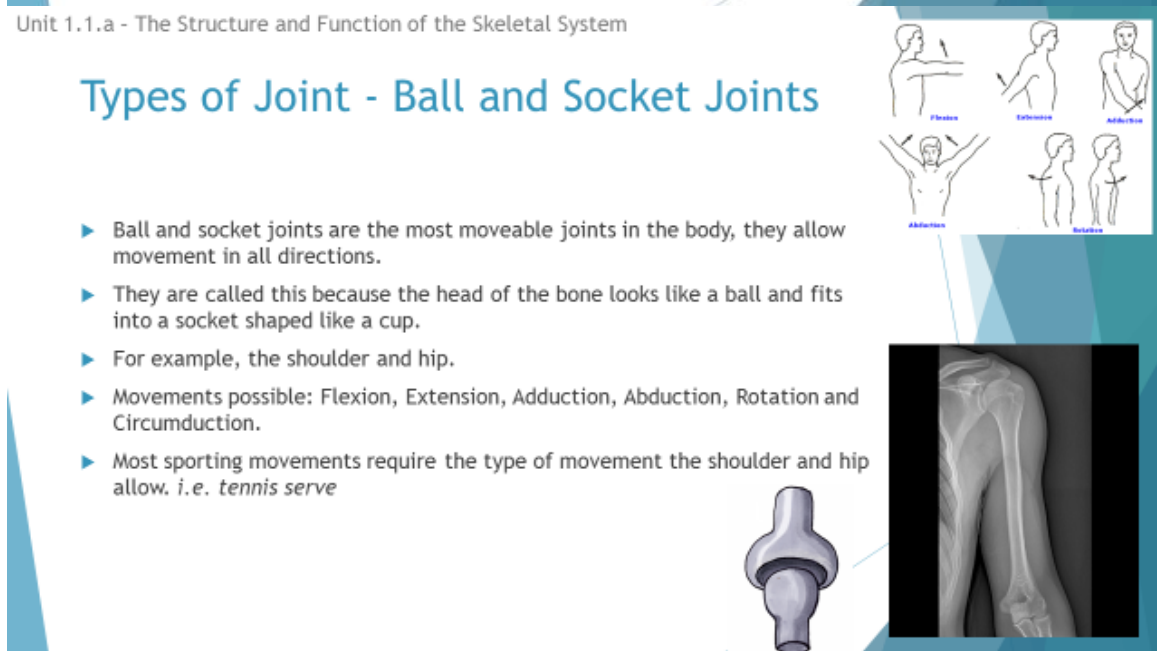 Unit 1.1.a - The Structure and Function of the Skeletal System
Types of Joint - Ball and Socket Joints
Ball and socket joints are the most moveable joints in the body, they allow
movement in all directions.
They are called this because the head of the bone looks like a ball and fits
into a socket shaped like a cup.
For example, the shoulder and hip.
Movements possible: Flexion, Extension, Adduction, Abduction, Rotation and
Circumduction.
Most sporting movements require the type of movement the shoulder and hip
allow. i.e. tennis serve
Flexion
Extension
Adduction
Abduction
Rotation